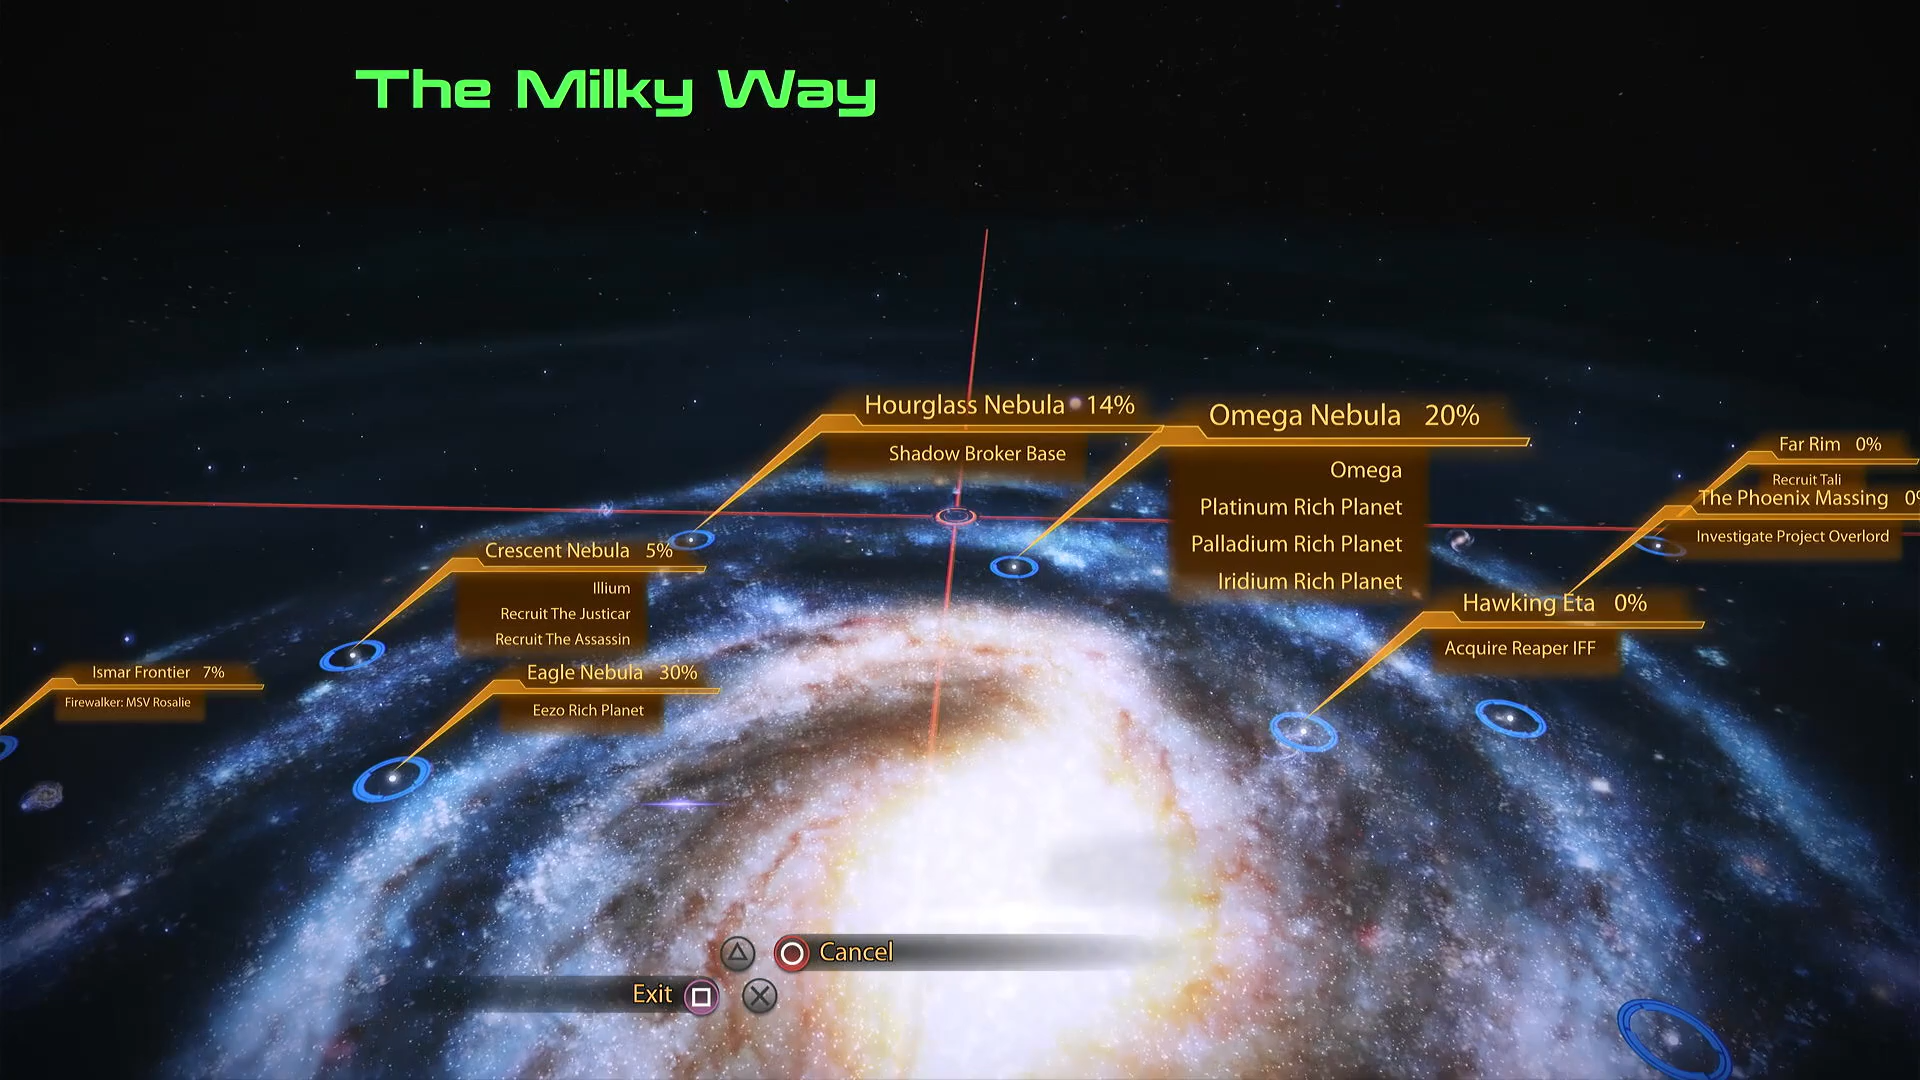 The Milky Way
Hourglass Nebula 14%
Shadow Broker Base
Omega Nebula 20%
Omega
Platinum Rich Planet
Palladium Rich Planet
Iridium Rich Planet
Far Rim 0%
Recruit Tali
The Phoenix Massing
Investigate Project Overlord
Crescent Nebula 5%
Illium
Recruit The Justicar
Recruit The Assassin
Hawking Eta 0%
Acquire Reaper IFF
Ismar Frontier 7%
Firewalker: MSV Rosalie
Eagle Nebula 30%
Eezo Rich Planet
Cancel
Exit